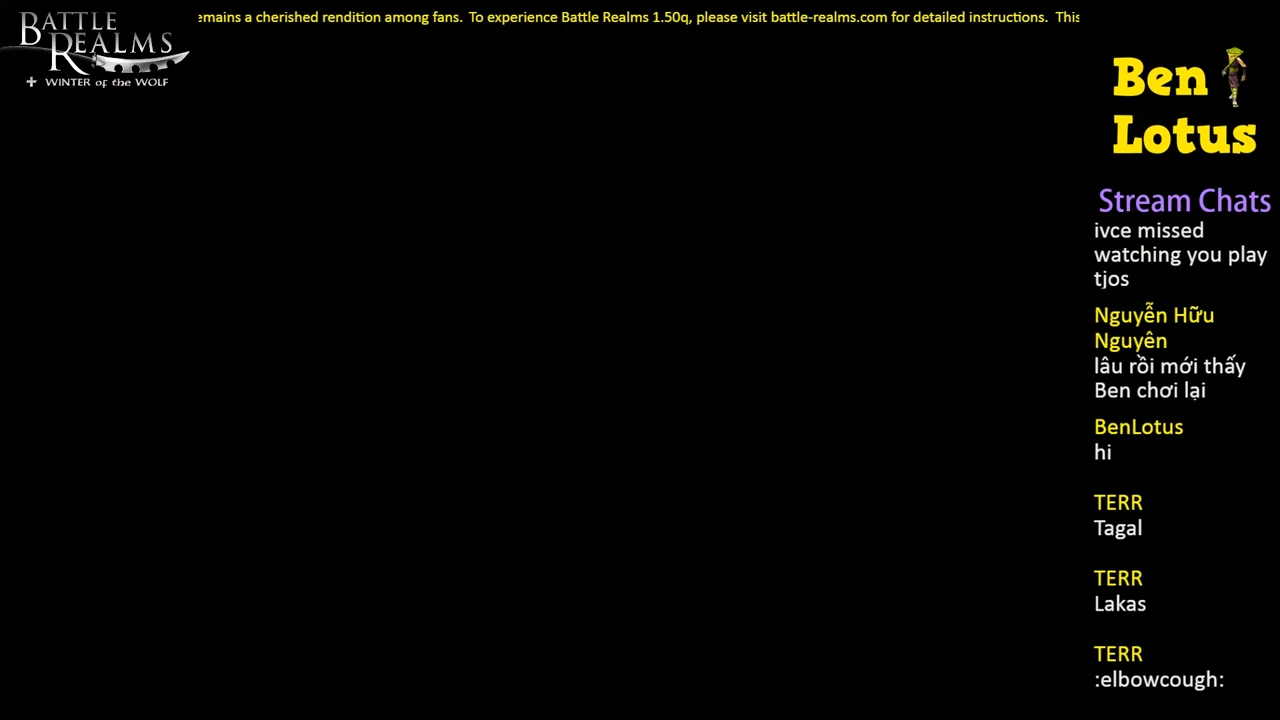 emains a cherished rendition among fans. To experience Battle Realms 1.50q, please visit battle-realms.com for detailed instructions. This
BATTLE
REALMS
+ WINTER of the WOLF
Ben
Lotus
Stream Chats
ivce missed
watching you play
tjos
Nguyễn Hữu
Nguyên
lâu rồi mới thấy
Ben chơi lại
BenLotus
hi
TERR
Tagal
TERR
Lakas
TERR
:elbowcough: